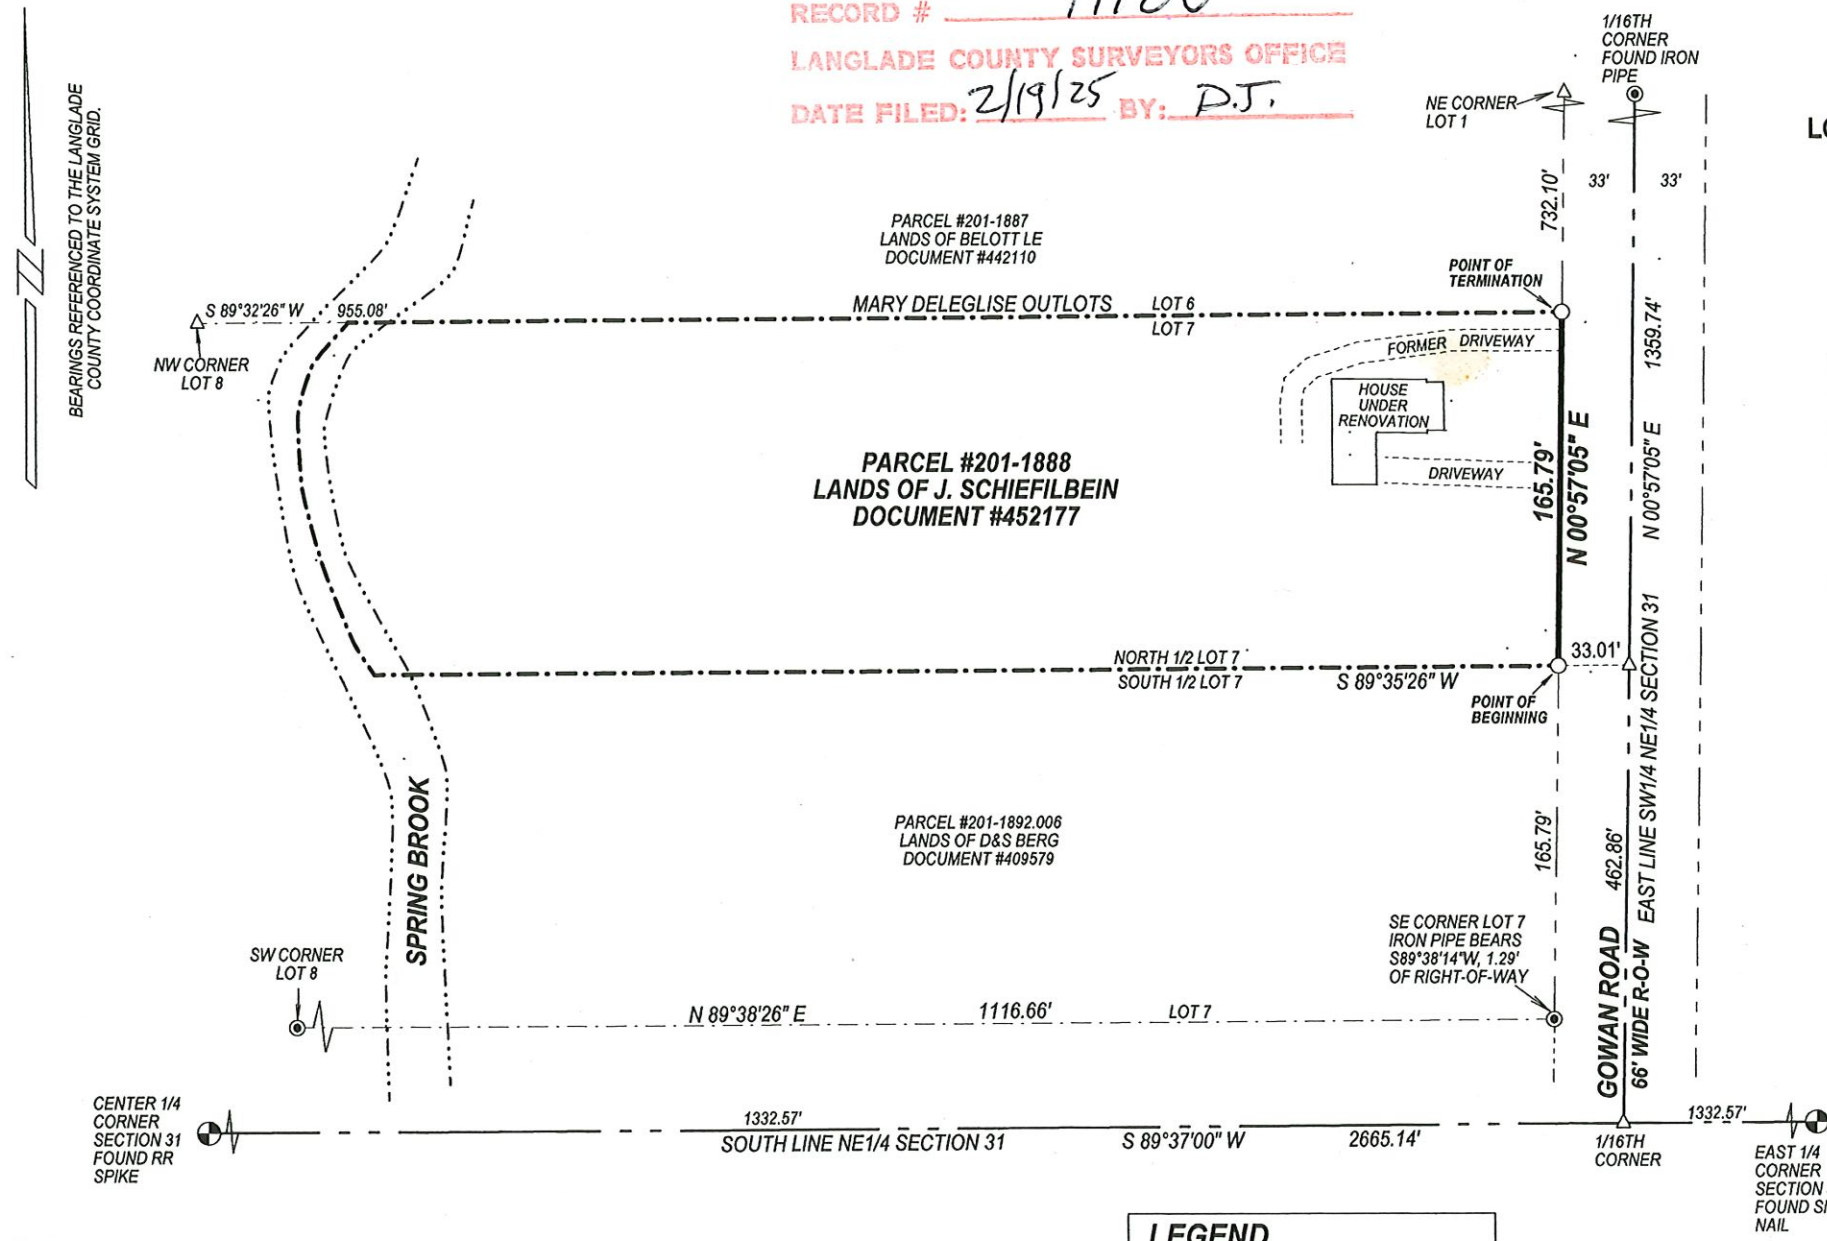 RECORD #
LANGLADE COUNTY SURVEYORS OFFICE
DATE FILED: 2/19/25 BY: D.J.
1/16TH
CORNER
FOUND IRON
PIPE
NE CORNER
LOT 1
BEARINGS REFERENCED TO THE LANGLADE
COUNTY COORDINATE SYSTEM GRID.
732.10'
33'
33'
PARCEL #201-1887
LANDS OF BELOTT LE
DOCUMENT #442110
POINT OF
TERMINATION
S 89°32'26" W
955.08'
MARY DELEGLISE OUTLOTS
LOT 6
LOT 7
NW CORNER
LOT 8
FORMER DRIVEWAY
1359.74'
HOUSE
UNDER
RENOVATION
PARCEL #201-1888
LANDS OF J. SCHIEFILBEIN
DOCUMENT #452177
DRIVEWAY
165.79'
N 00°57'05" E
N 00°57'05" E
NORTH 1/2 LOT 7
SOUTH 1/2 LOT 7
S 89°35'26" W
33.01'
POINT OF
BEGINNING
EAST LINE SW1/4 NE1/4 SECTION 31
SPRING BROOK
PARCEL #201-1892.006
LANDS OF D&S BERG
DOCUMENT #409579
165.79'
462.86'
SE CORNER LOT 7
IRON PIPE BEARS
S89°38'14"W, 1.29'
OF RIGHT-OF-WAY
SW CORNER
LOT 8
N 89°38'26" E
1116.66'
LOT 7
GOWAN ROAD
66' WIDE R-O-W
CENTER 1/4
CORNER
SECTION 31
FOUND RR
SPIKE
1332.57'
SOUTH LINE NE1/4 SECTION 31
S 89°37'00" W
2665.14'
1332.57'
1/16TH
CORNER
EAST 1/4
CORNER
SECTION
FOUND
NAIL
LEGEND